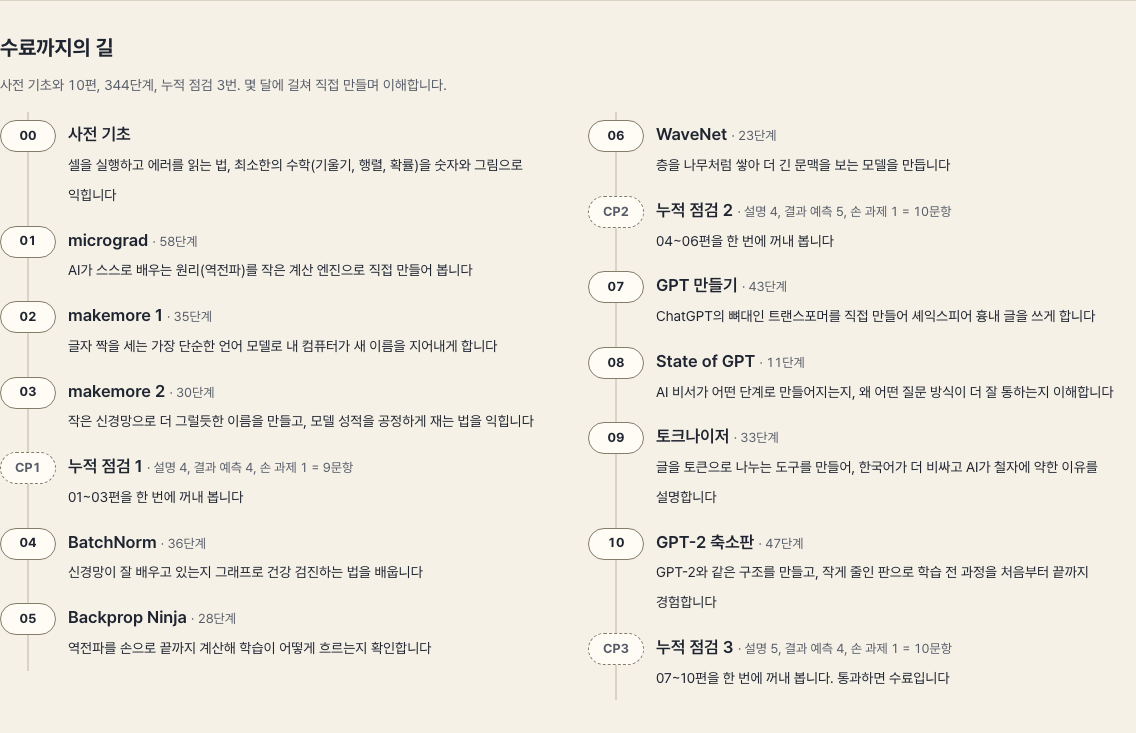 수료까지의 길
사전 기초와 10편, 344단계, 누적 점검 3번. 몇 달에 걸쳐 직접 만들며 이해합니다.
00 사전 기초
셀을 실행하고 에러를 읽는 법, 최소한의 수학(기울기, 행렬, 확률)을 숫자와 그림으로
익힙니다
01 micrograd · 58단계
AI가 스스로 배우는 원리(역전파)를 작은 계산 엔진으로 직접 만들어 봅니다
02 makemore 1 · 35단계
글자 짝을 세는 가장 단순한 언어 모델로 내 컴퓨터가 새 이름을 지어내게 합니다
03 makemore 2 · 30단계
작은 신경망으로 더 그럴듯한 이름을 만들고, 모델 성적을 공정하게 재는 법을 익힙니다
CP1 누적 점검 1 · 설명 4, 결과 예측 4, 손 과제 1 = 9문항
01~03편을 한 번에 꺼내 봅니다
04 BatchNorm · 36단계
신경망이 잘 배우고 있는지 그래프로 건강 검진하는 법을 배웁니다
05 Backprop Ninja · 28단계
역전파를 손으로 끝까지 계산해 학습이 어떻게 흐르는지 확인합니다
06 WaveNet · 23단계
층을 나무처럼 쌓아 더 긴 문맥을 보는 모델을 만듭니다
CP2 누적 점검 2 · 설명 4, 결과 예측 5, 손 과제 1 = 10문항
04~06편을 한 번에 꺼내 봅니다
07 GPT 만들기 · 43단계
ChatGPT의 뼈대인 트랜스포머를 직접 만들어 셰익스피어 흉내 글을 쓰게 합니다
08 State of GPT · 11단계
AI 비서가 어떤 단계로 만들어지는지, 왜 어떤 질문 방식이 더 잘 통하는지 이해합니다
09 토크나이저 · 33단계
글을 토큰으로 나누는 도구를 만들어, 한국어가 더 비싸고 AI가 철자에 약한 이유를
설명합니다
10 GPT-2 축소판 · 47단계
GPT-2와 같은 구조를 만들고, 작게 줄인 판으로 학습 전 과정을 처음부터 끝까지
경험합니다
CP3 누적 점검 3 · 설명 5, 결과 예측 4, 손 과제 1 = 10문항
07~10편을 한 번에 꺼내 봅니다. 통과하면 수료입니다